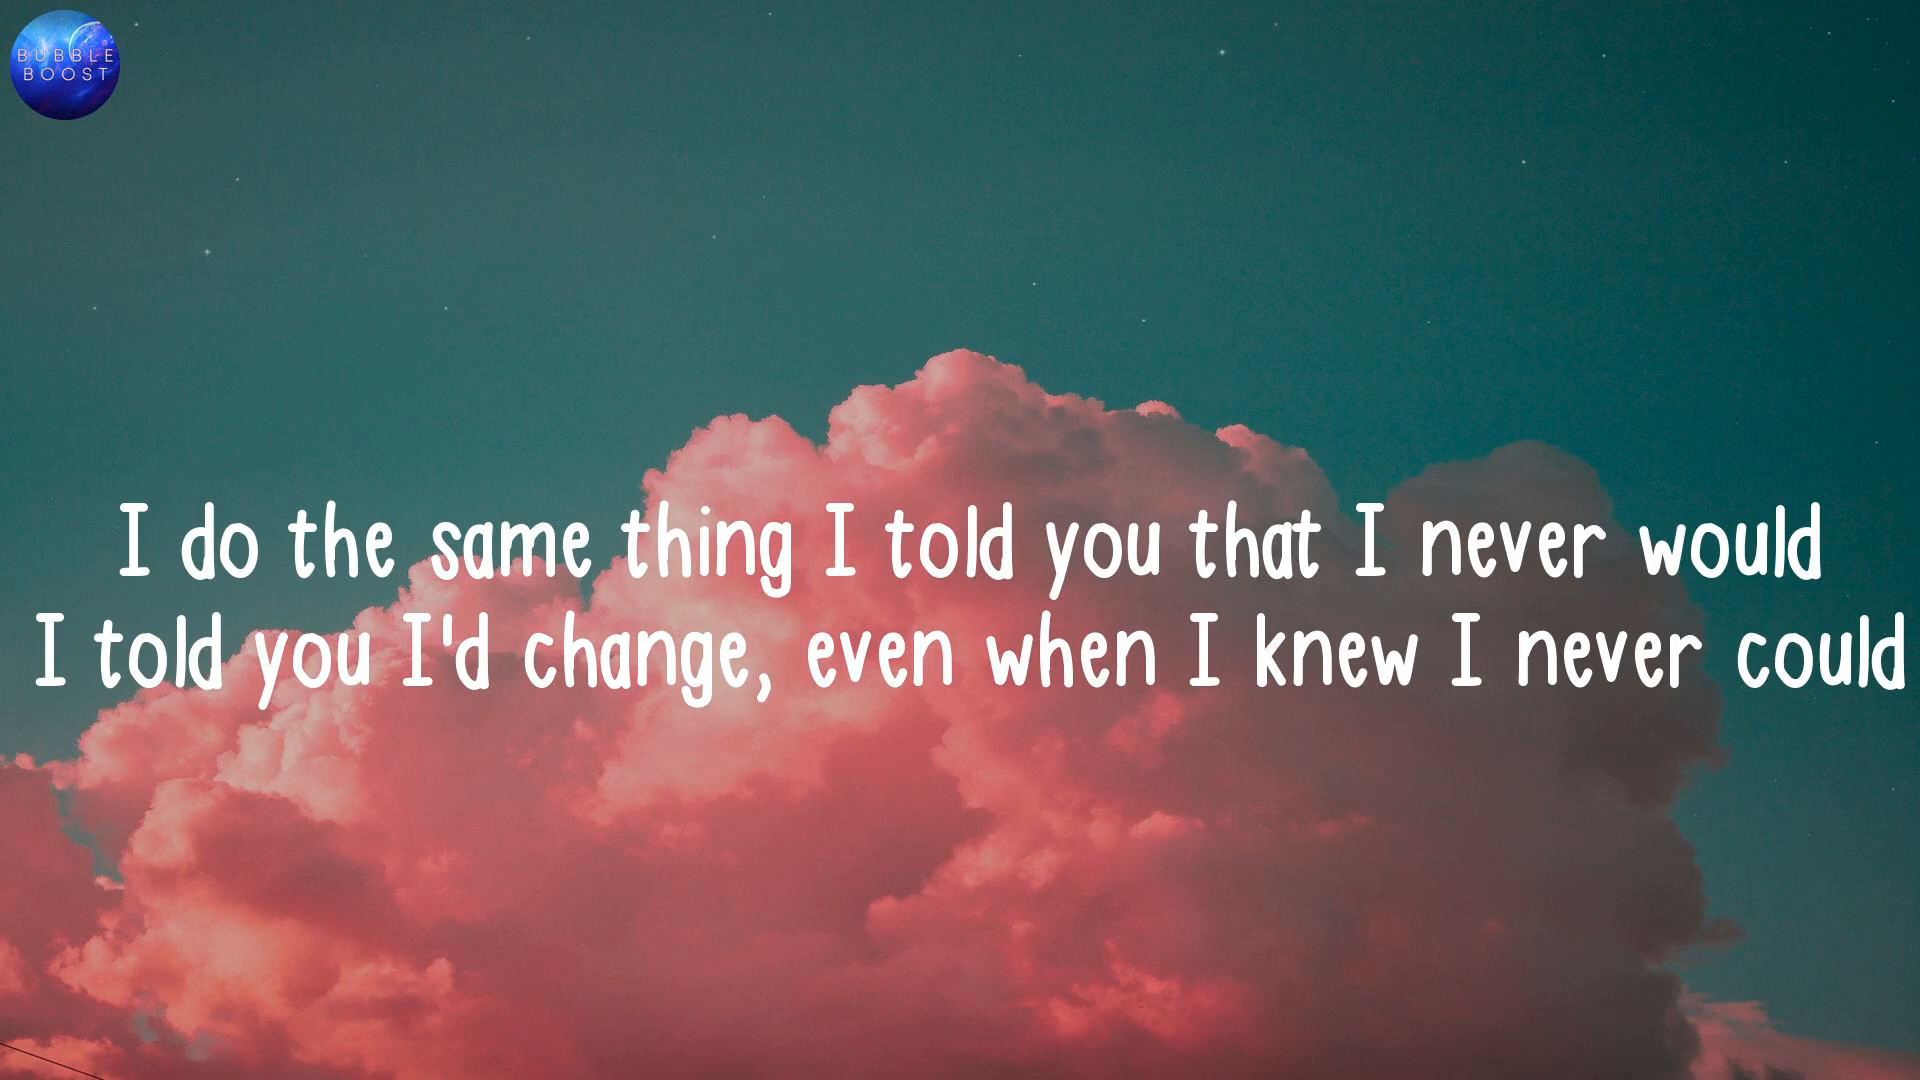 BUBBLE
BOOST
I do the same thing I told you that I never would
I told you I'd change, even when I knew I never could